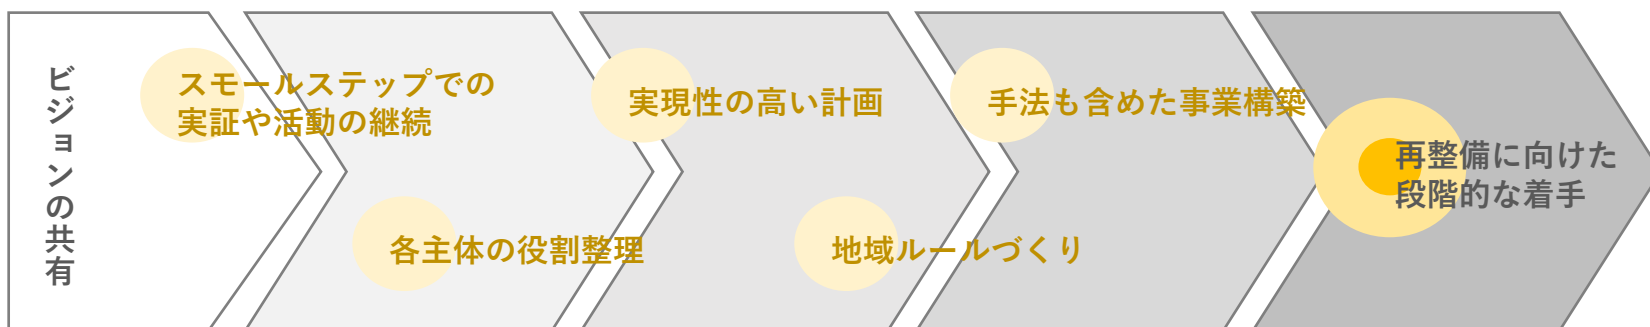 ビジョンの共有
スモールステップでの
実証や活動の継続
各主体の役割整理
実現性の高い計画
地域ルールづくり
手法も含めた事業構築
再整備に向けた
段階的な着手